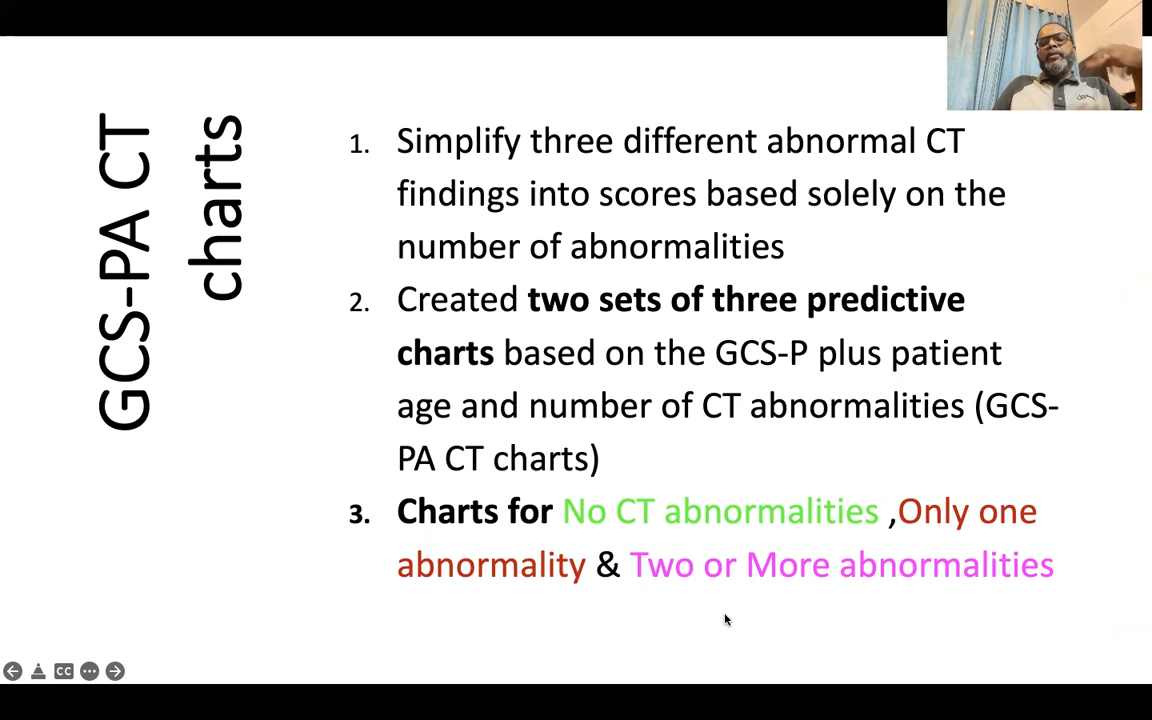 GCS-PA CT
charts
1. Simplify three different abnormal CT
findings into scores based solely on the
number of abnormalities
2. Created two sets of three predictive
charts based on the GCS-P plus patient
age and number of CT abnormalities (GCS-
PA CT charts)
3. Charts for No CT abnormalities ,Only one
abnormality & Two or More abnormalities
CC